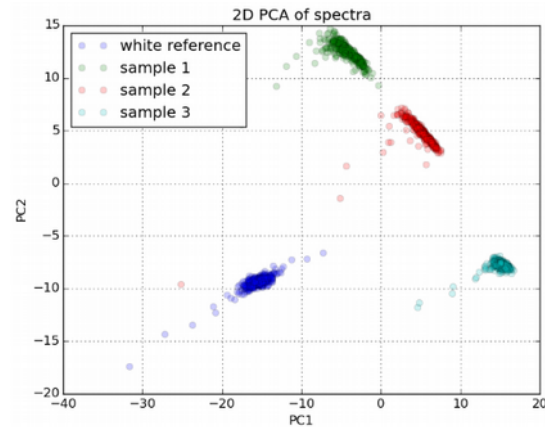 2D PCA of spectra
white reference
sample 1
sample 2
sample 3
PC2
15
10
5
0
−5
−10
−15
−20
−40
−30
−20
−10
0
10
20
PC1